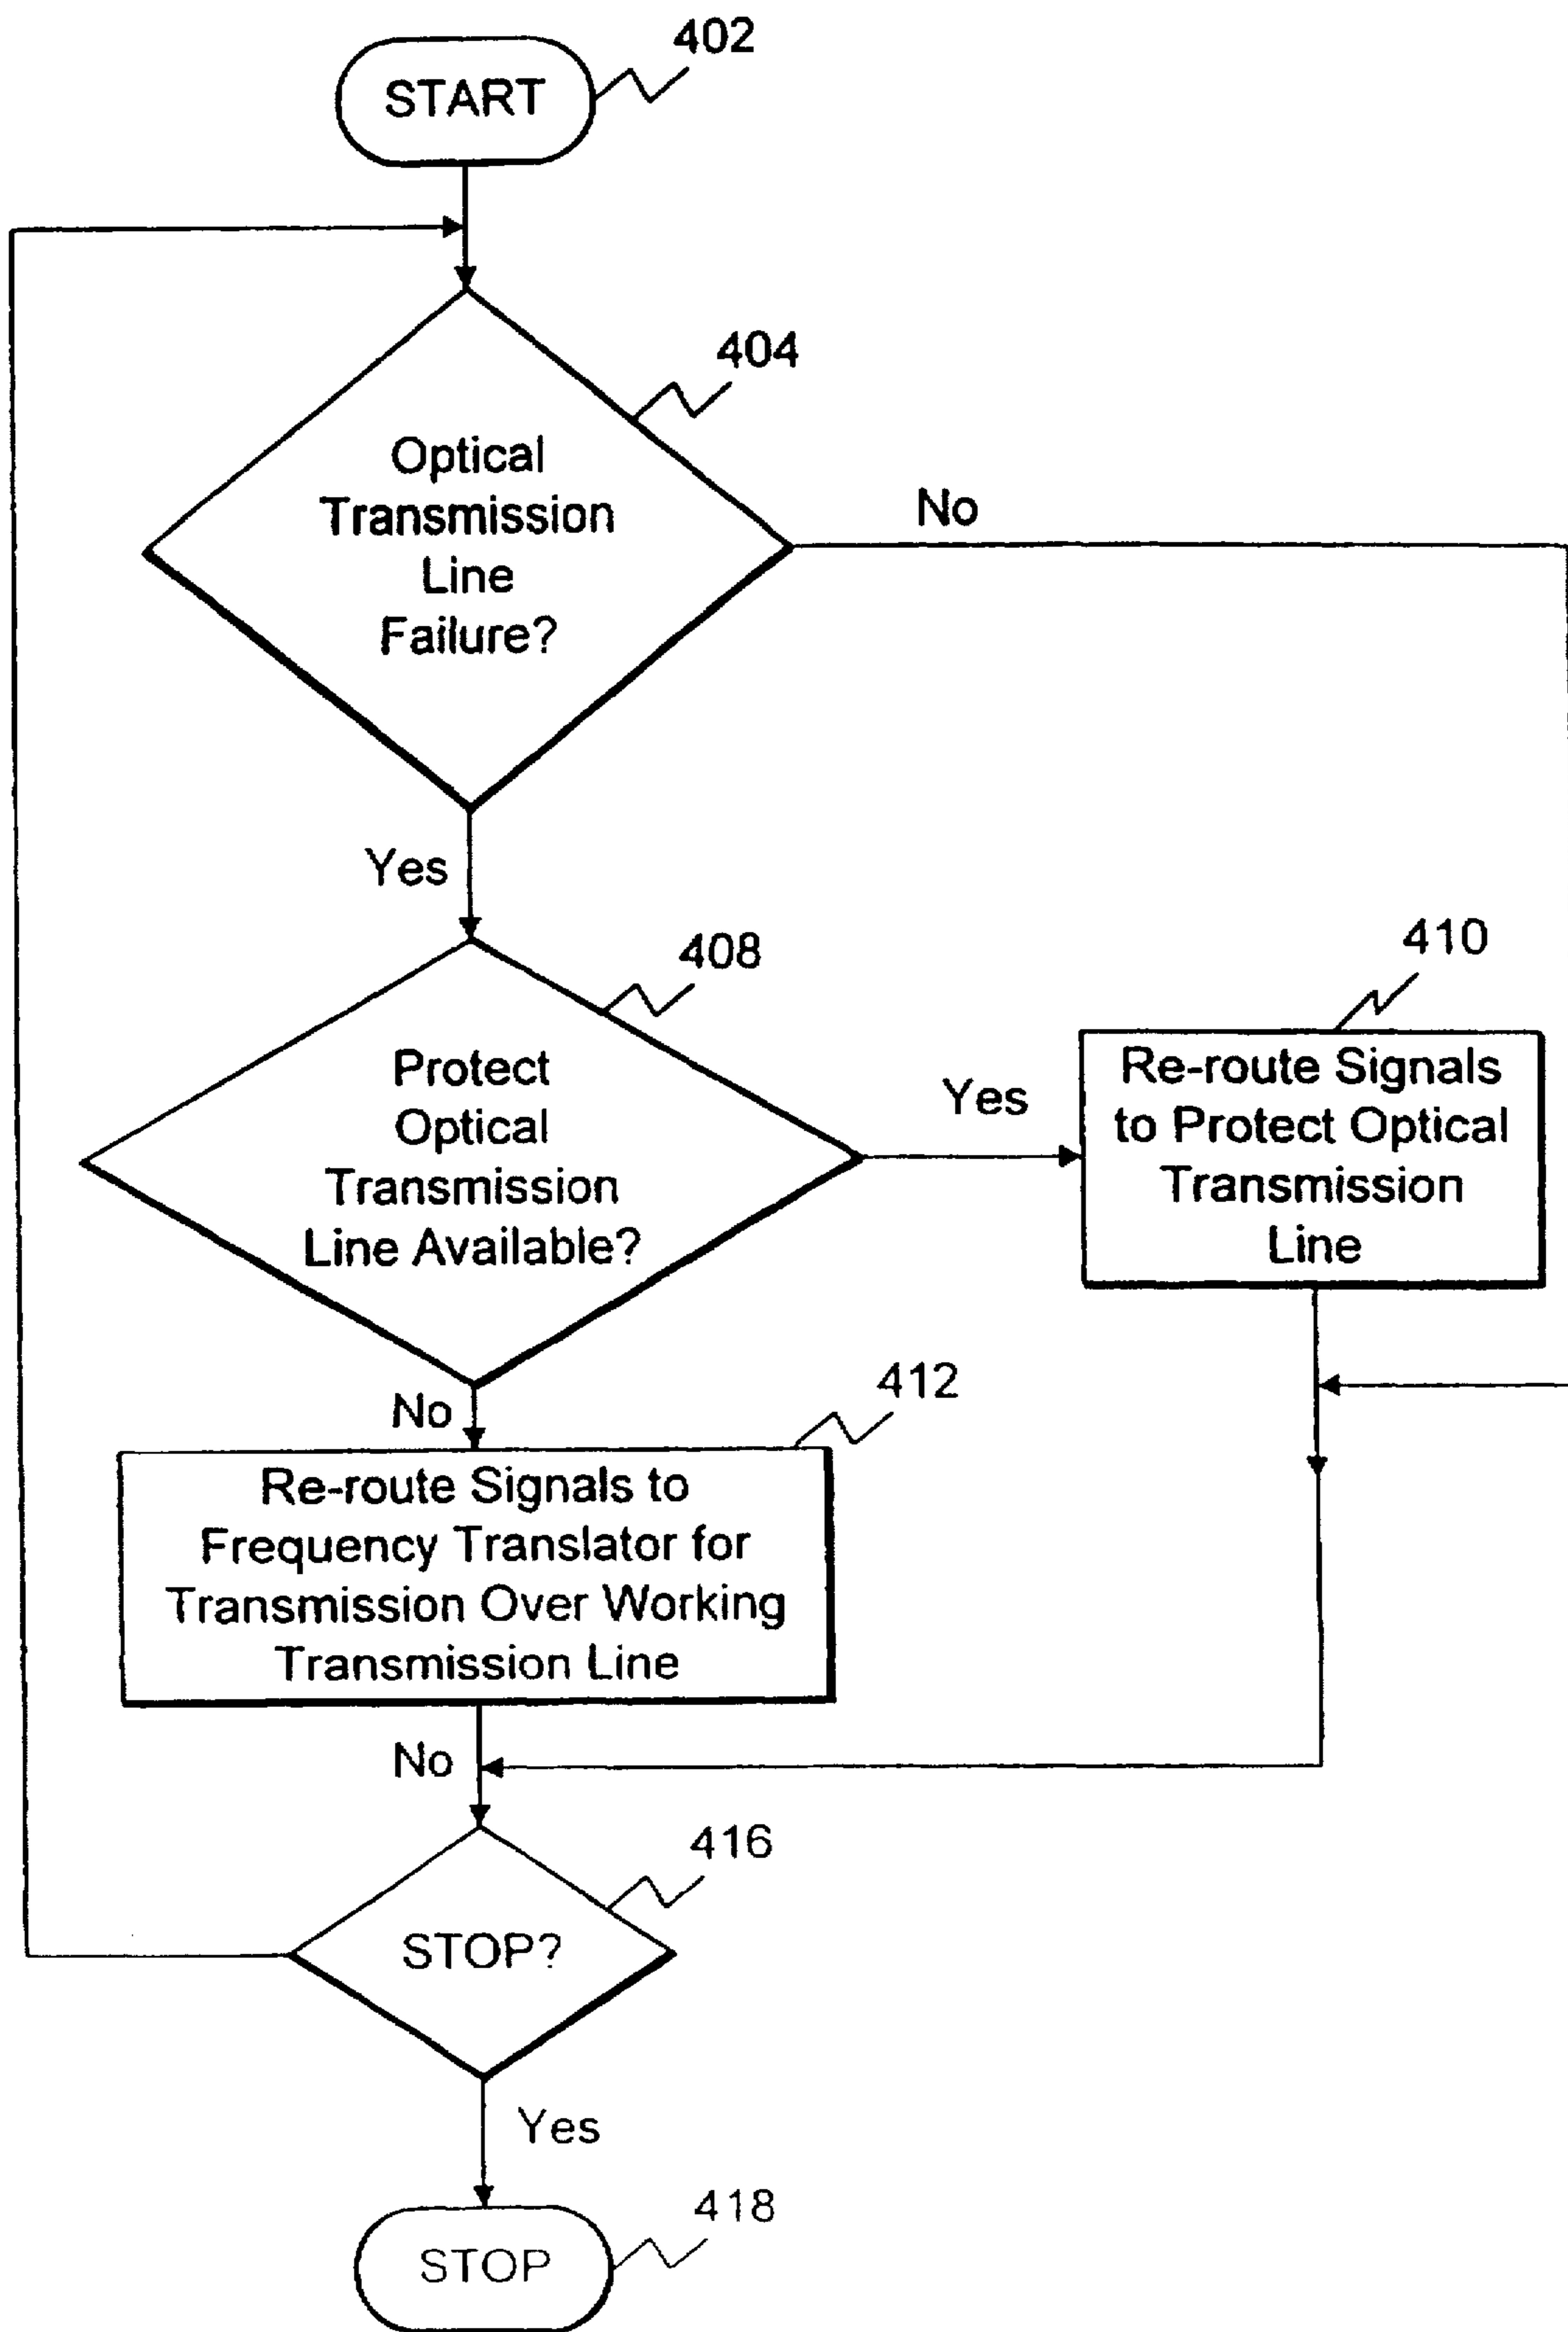 402
START
404
Optical
Transmission
Line
Failure?
No
Yes
408
Protect
Optical
Transmission
Line Available?
Yes
410
Re-route Signals
to Protect Optical
Transmission
Line
No
412
Re-route Signals to
Frequency Translator for
Transmission Over Working
Transmission Line
No
416
STOP?
Yes
418
STOP